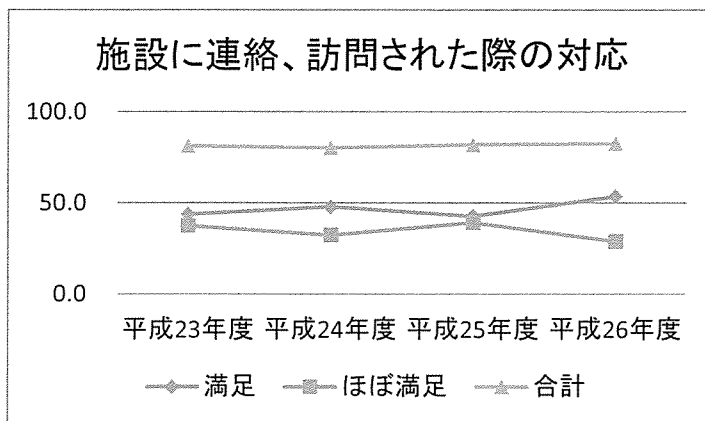 施設に連絡、訪問された際の対応
100.0
50.0
0.0
平成23年度 平成24年度 平成25年度 平成26年度
満足 ほぼ満足 合計